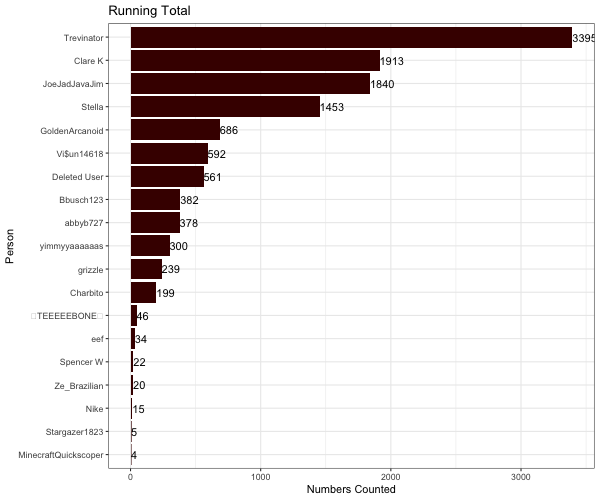 Running Total
Person
Trevinator 3395
Clare K 1913
JoeJadJavaJim 1840
Stella 1453
GoldenArcanoid 686
Vi$un14618 592
Deleted User 561
Bbusch123 382
abbyb727 378
yimmyyaaaaaas 300
grizzle 239
Charbito 199
□TEEEEEBONE□ 46
eef 34
Spencer W 22
Ze_Brazilian 20
Nike 15
Stargazer1823 5
MinecraftQuickscoper 4
0 1000 2000 3000
Numbers Counted